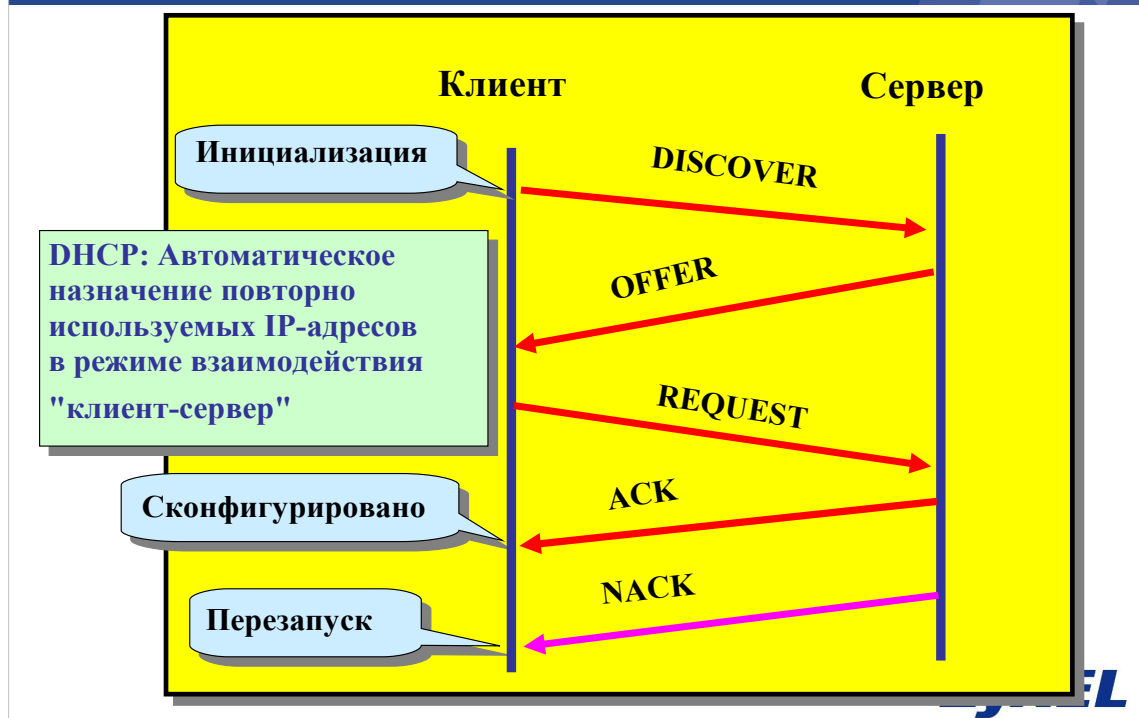 Клиент
Сервер
Инициализация
DISCOVER
DHCP: Автоматическое
назначение повторно
используемых IP-адресов
в режиме взаимодействия
"клиент-сервер"
OFFER
REQUEST
Сконфигурировано
ACK
NACK
Перезапуск